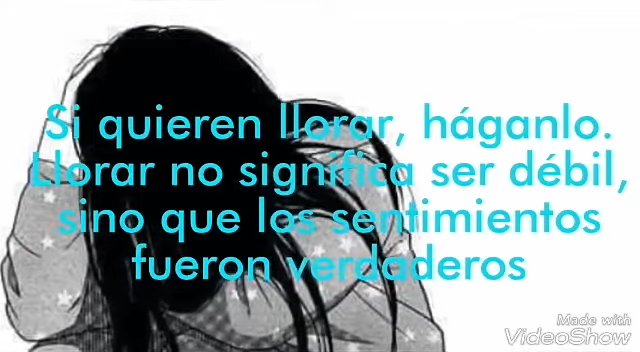 Si quieren llorar, háganlo.
Llorar no significa ser débil,
sino que los sentimientos
fueron verdaderos
Made with
VideoShow